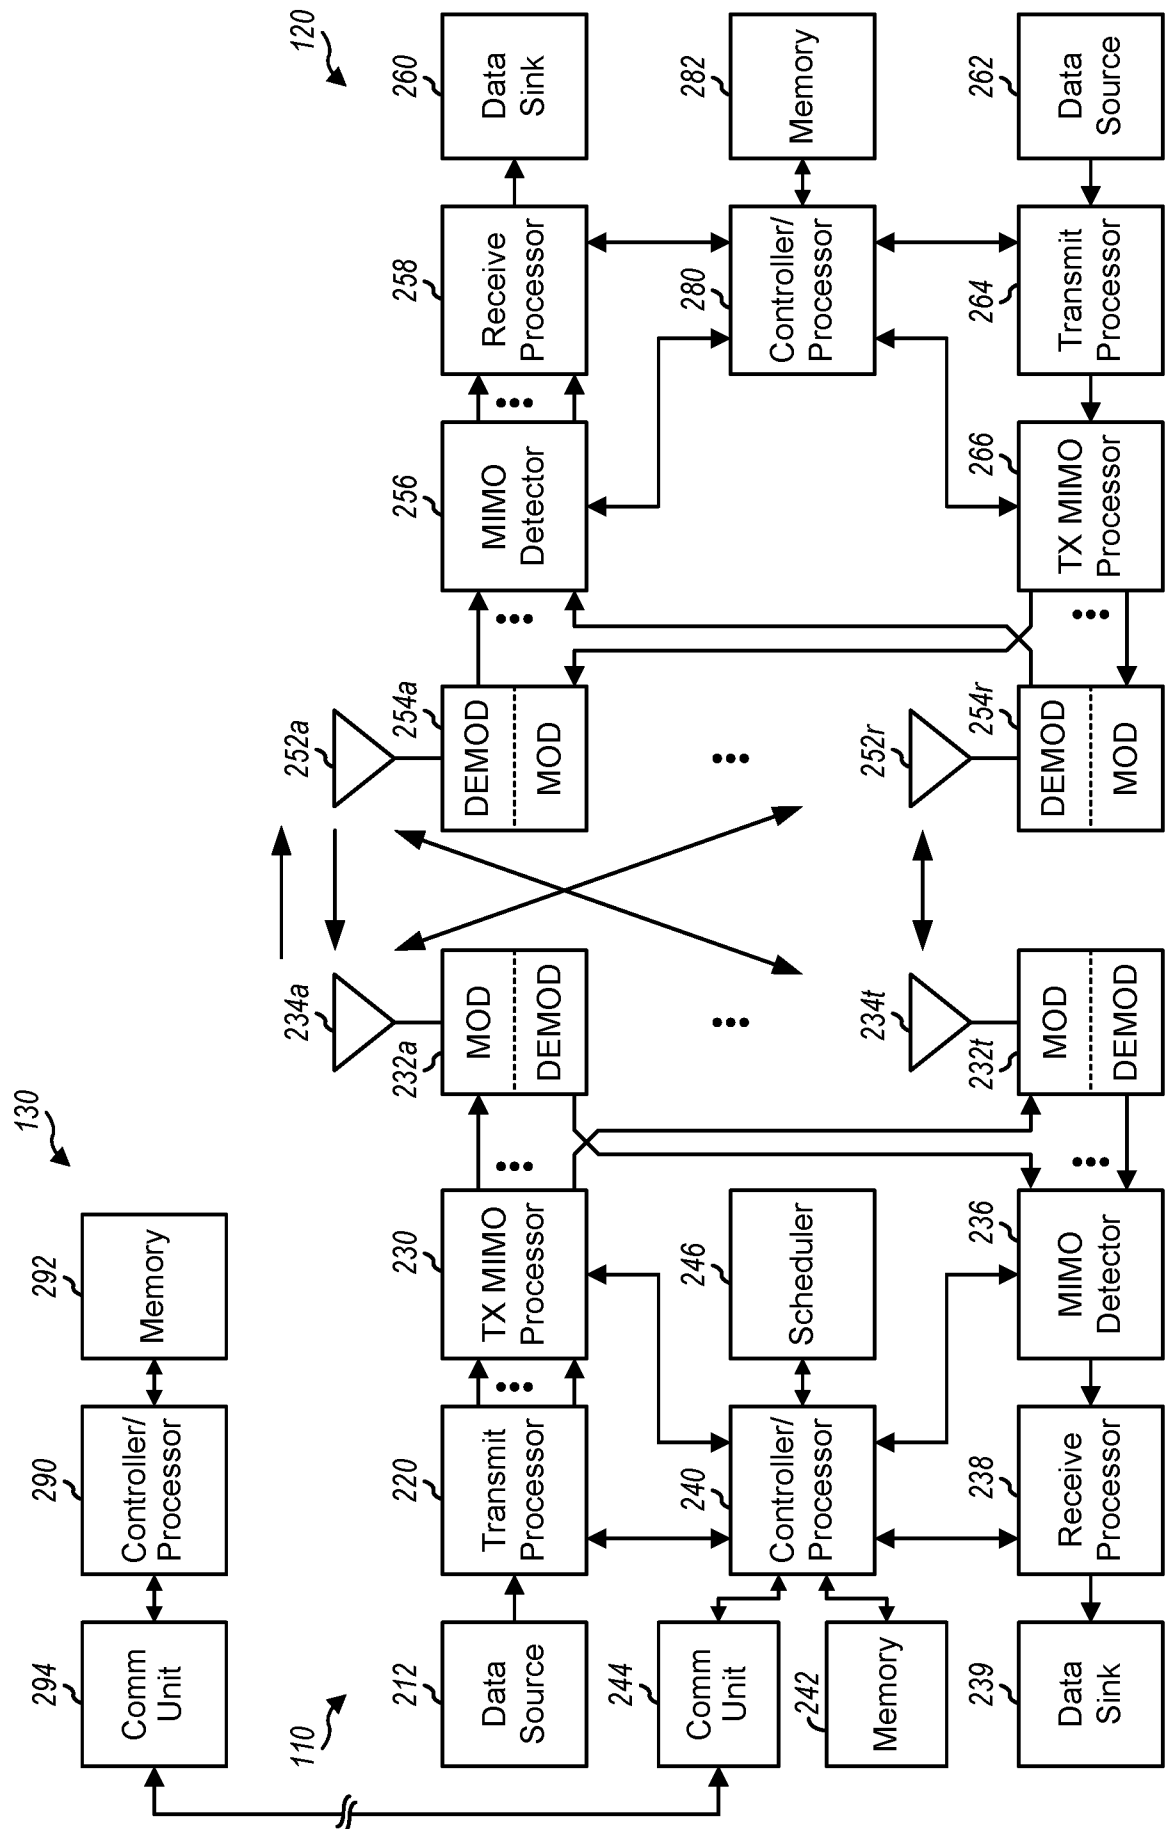 130
294
Comm
Unit
290
Controller/
Processor
292
Memory
110
120
212
Data
Source
220
Transmit
Processor
230
TX MIMO
Processor
•••
•••
234a
232a
MOD
DEMOD
252a
254a
DEMOD
MOD
•••
256
MIMO
Detector
•••
258
Receive
Processor
260
Data
Sink
244
Comm
Unit
242
Memory
240
Controller/
Processor
246
Scheduler
•••
•••
280
Controller/
Processor
282
Memory
239
Data
Sink
238
Receive
Processor
236
MIMO
Detector
•••
234t
232t
MOD
DEMOD
252r
254r
DEMOD
MOD
•••
266
TX MIMO
Processor
264
Transmit
Processor
262
Data
Source